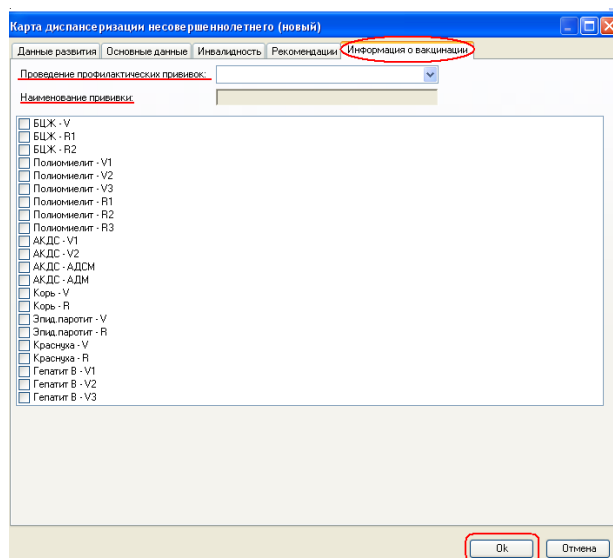 Карта диспансеризации несовершеннолетнего (новый)
Данные развития Основные данные Инвалидность Рекомендации Информация о вакцинации
Проведение профилактических прививок:
Наименование прививки:
БЦЖ - V
БЦЖ - R1
БЦЖ - R2
Полиомиелит - V1
Полиомиелит - V2
Полиомиелит - V3
Полиомиелит - R1
Полиомиелит - R2
Полиомиелит - R3
АКДС - V1
АКДС - V2
АКДС - АДСМ
АКДС - АДМ
Корь - V
Корь - R
Эпид.паротит - V
Эпид.паротит - R
Краснуха - V
Краснуха - R
Гепатит В - V1
Гепатит В - V2
Гепатит В - V3
Ok Отмена